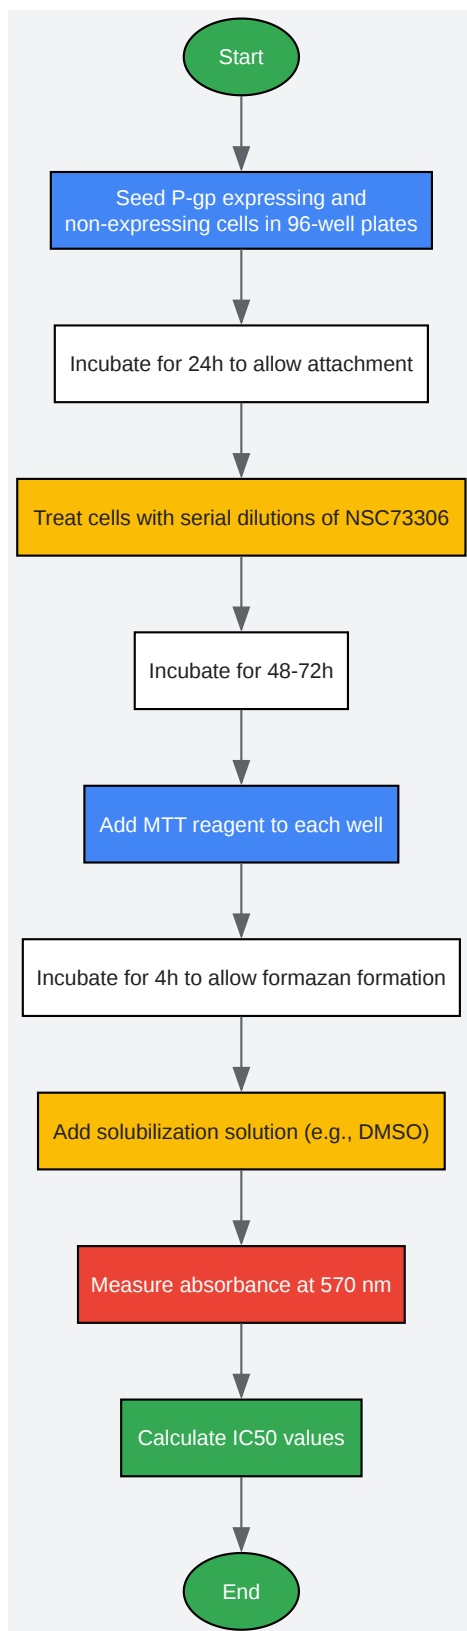 Start
Seed P-gp expressing and
non-expressing cells in 96-well plates
Incubate for 24h to allow attachment
Treat cells with serial dilutions of NSC73306
Incubate for 48-72h
Add MTT reagent to each well
Incubate for 4h to allow formazan formation
Add solubilization solution (e.g., DMSO)
Measure absorbance at 570 nm
Calculate IC50 values
End